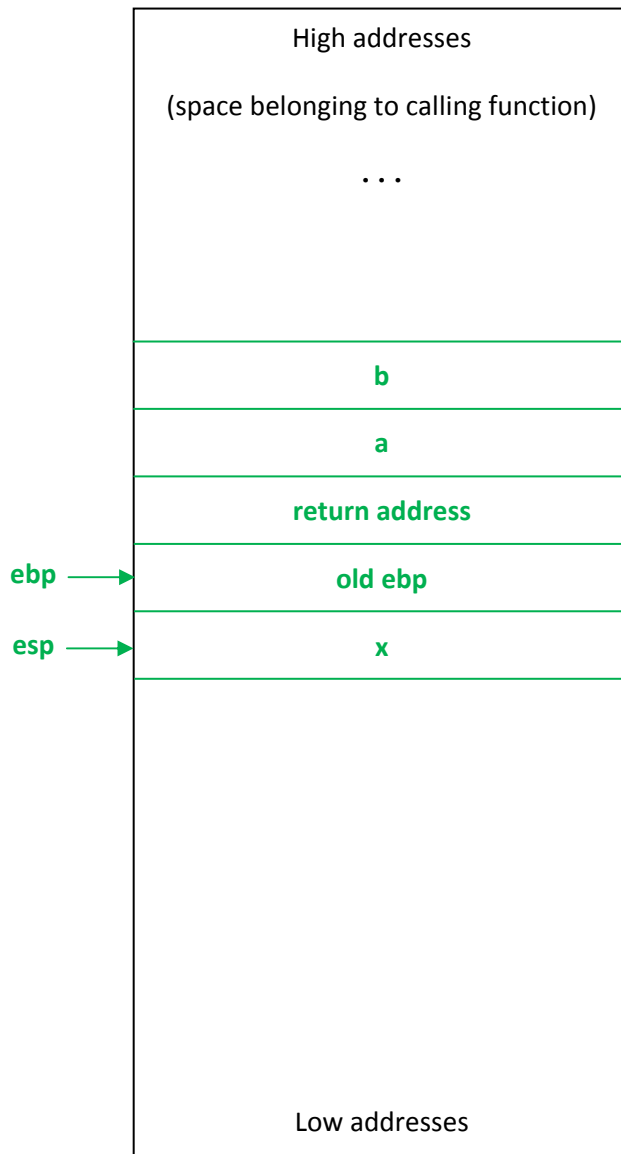 High addresses
(space belonging to calling function)
. . .
b
a
return address
ebp
old ebp
esp
x
Low addresses